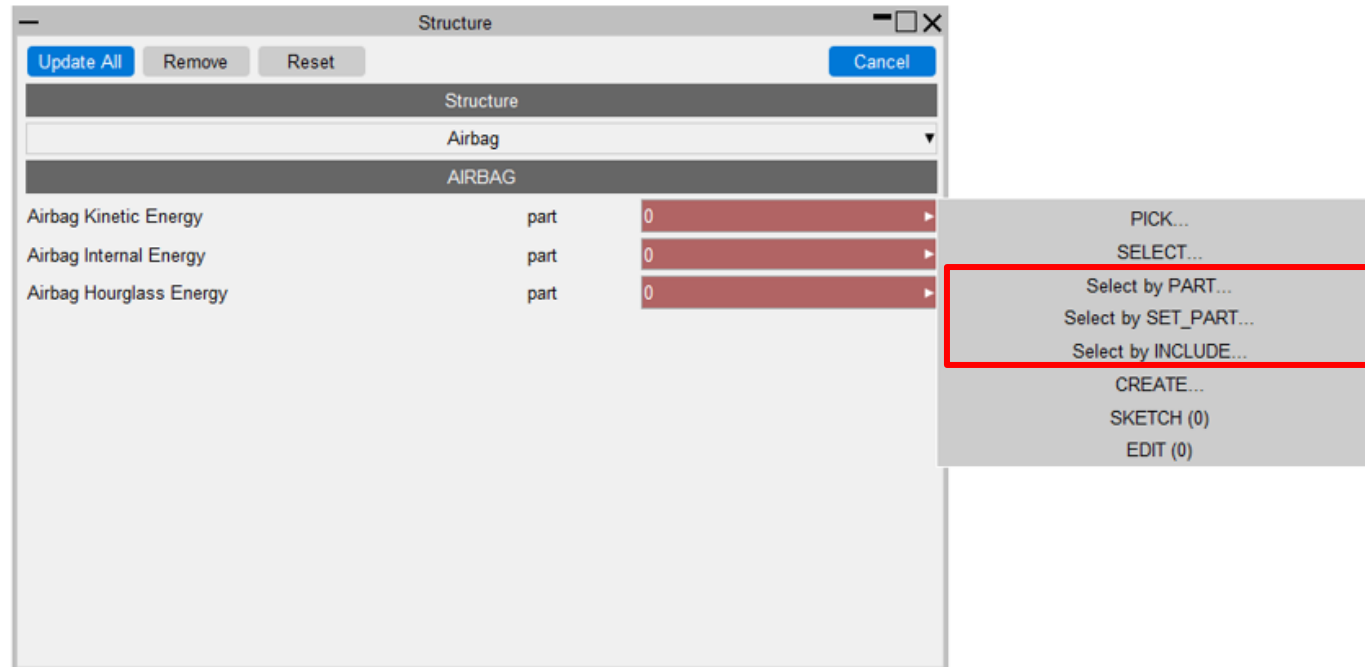 Structure
Update All Remove Reset Cancel
Structure
Airbag
AIRBAG
Airbag Kinetic Energy part 0
Airbag Internal Energy part 0
Airbag Hourglass Energy part 0
PICK...
SELECT...
Select by PART...
Select by SET_PART...
Select by INCLUDE...
CREATE...
SKETCH (0)
EDIT (0)